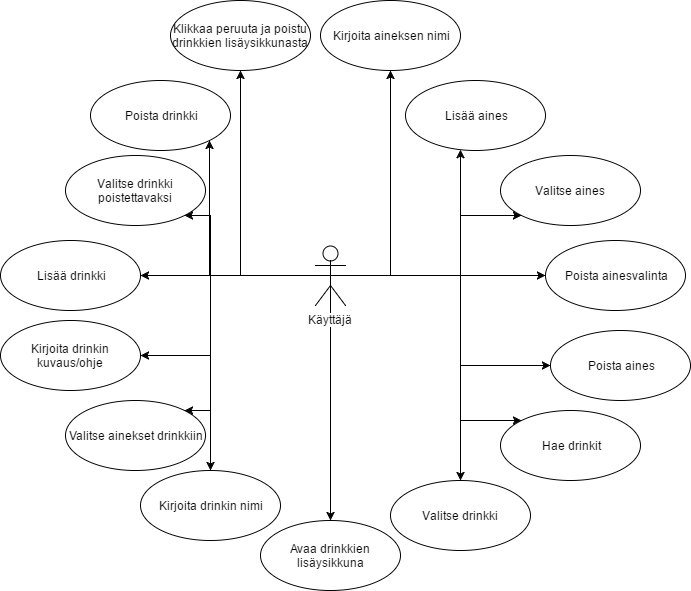 Klikkaa peruuta ja poistu
drinkkien lisäysikkunasta
Kirjoita aineksen nimi
Poista drinkki
Lisää aines
Valitse drinkki
poistettavaksi
Valitse aines
Lisää drinkki
Poista ainesvalinta
Käyttäjä
Kirjoita drinkin
kuvaus/ohje
Poista aines
Valitse ainekset drinkkiin
Hae drinkit
Kirjoita drinkin nimi
Valitse drinkki
Avaa drinkkien
lisäysikkuna